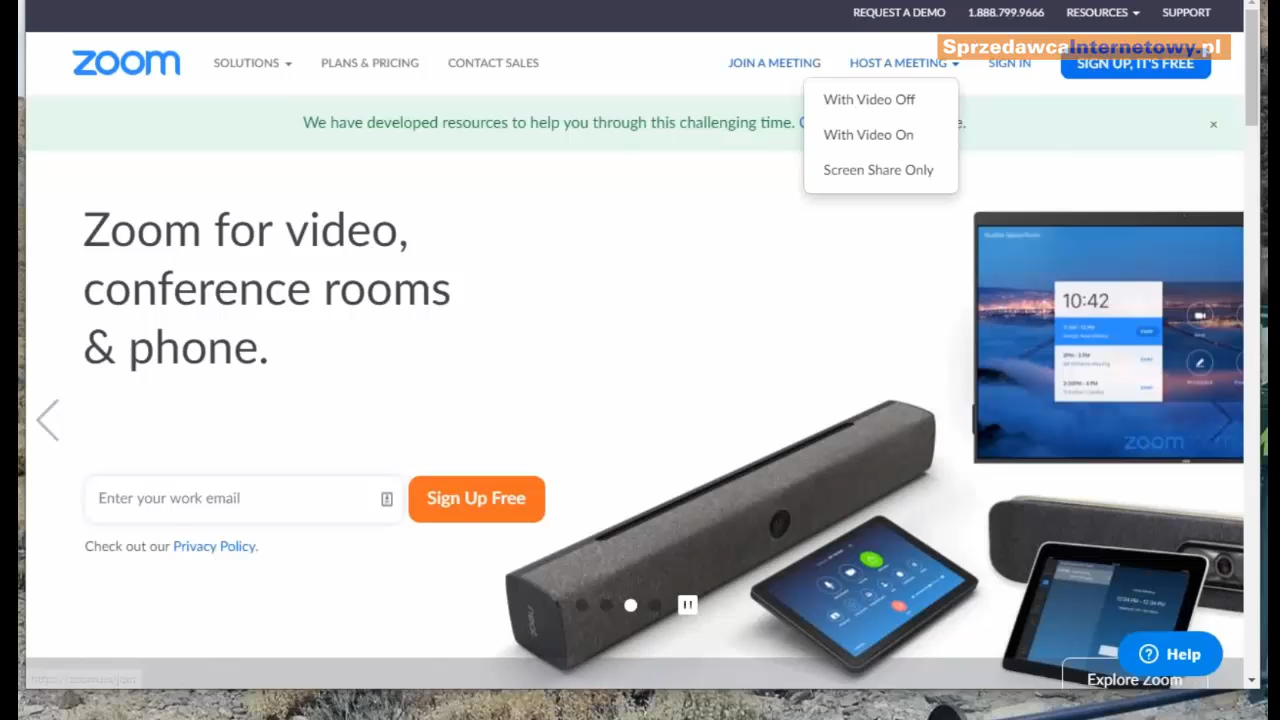 REQUEST A DEMO 1.888.799.9666 RESOURCES SUPPORT
SprzedawcaInternetowy.pl
zoom SOLUTIONS PLANS & PRICING CONTACT SALES JOIN A MEETING HOST A MEETING SIGN IN SIGN UP, IT'S FREE
With Video Off
We have developed resources to help you through this challenging time.
With Video On
Screen Share Only
Zoom for video,
conference rooms
& phone.
10:42
zoom
Enter your work email Sign Up Free
Check out our Privacy Policy.
Help
Explore Zoom